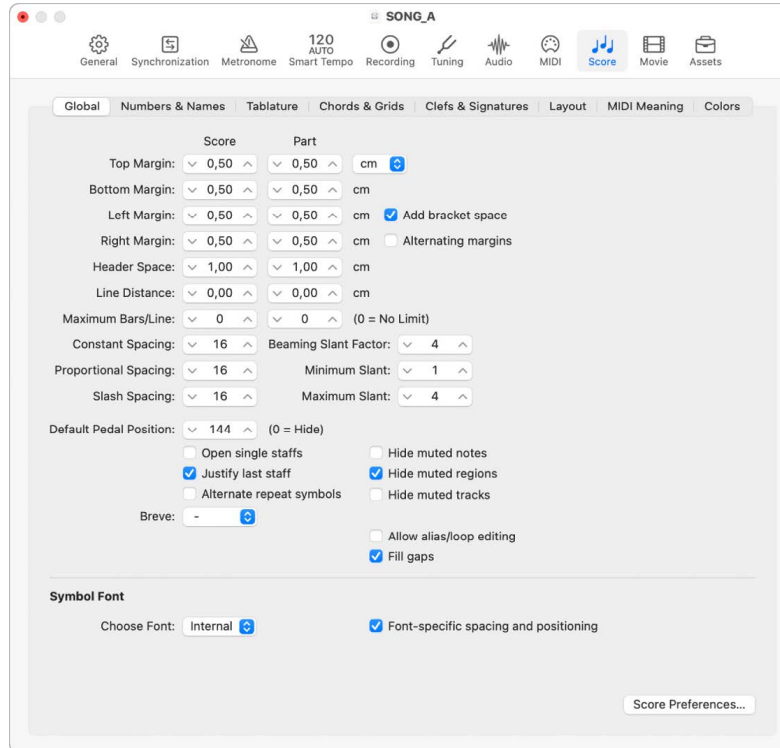 SONG_A
General Synchronization Metronome 120 AUTO Smart Tempo Recording Tuning Audio MIDI Score Movie Assets
Global Numbers & Names Tablature Chords & Grids Clefs & Signatures Layout MIDI Meaning Colors
Score Part
Top Margin: 0,50 0,50 cm
Bottom Margin: 0,50 0,50 cm
Left Margin: 0,50 0,50 cm Add bracket space
Right Margin: 0,50 0,50 cm Alternating margins
Header Space: 1,00 1,00 cm
Line Distance: 0,00 0,00 cm
Maximum Bars/Line: 0 0 (0 = No Limit)
Constant Spacing: 16 Beaming Slant Factor: 4
Proportional Spacing: 16 Minimum Slant: 1
Slash Spacing: 16 Maximum Slant: 4
Default Pedal Position: 144 (0 = Hide)
Open single staffs Hide muted notes
Justify last staff Hide muted regions
Alternate repeat symbols Hide muted tracks
Breve: -
Allow alias/loop editing
Fill gaps
Symbol Font
Choose Font: Internal Font-specific spacing and positioning
Score Preferences...